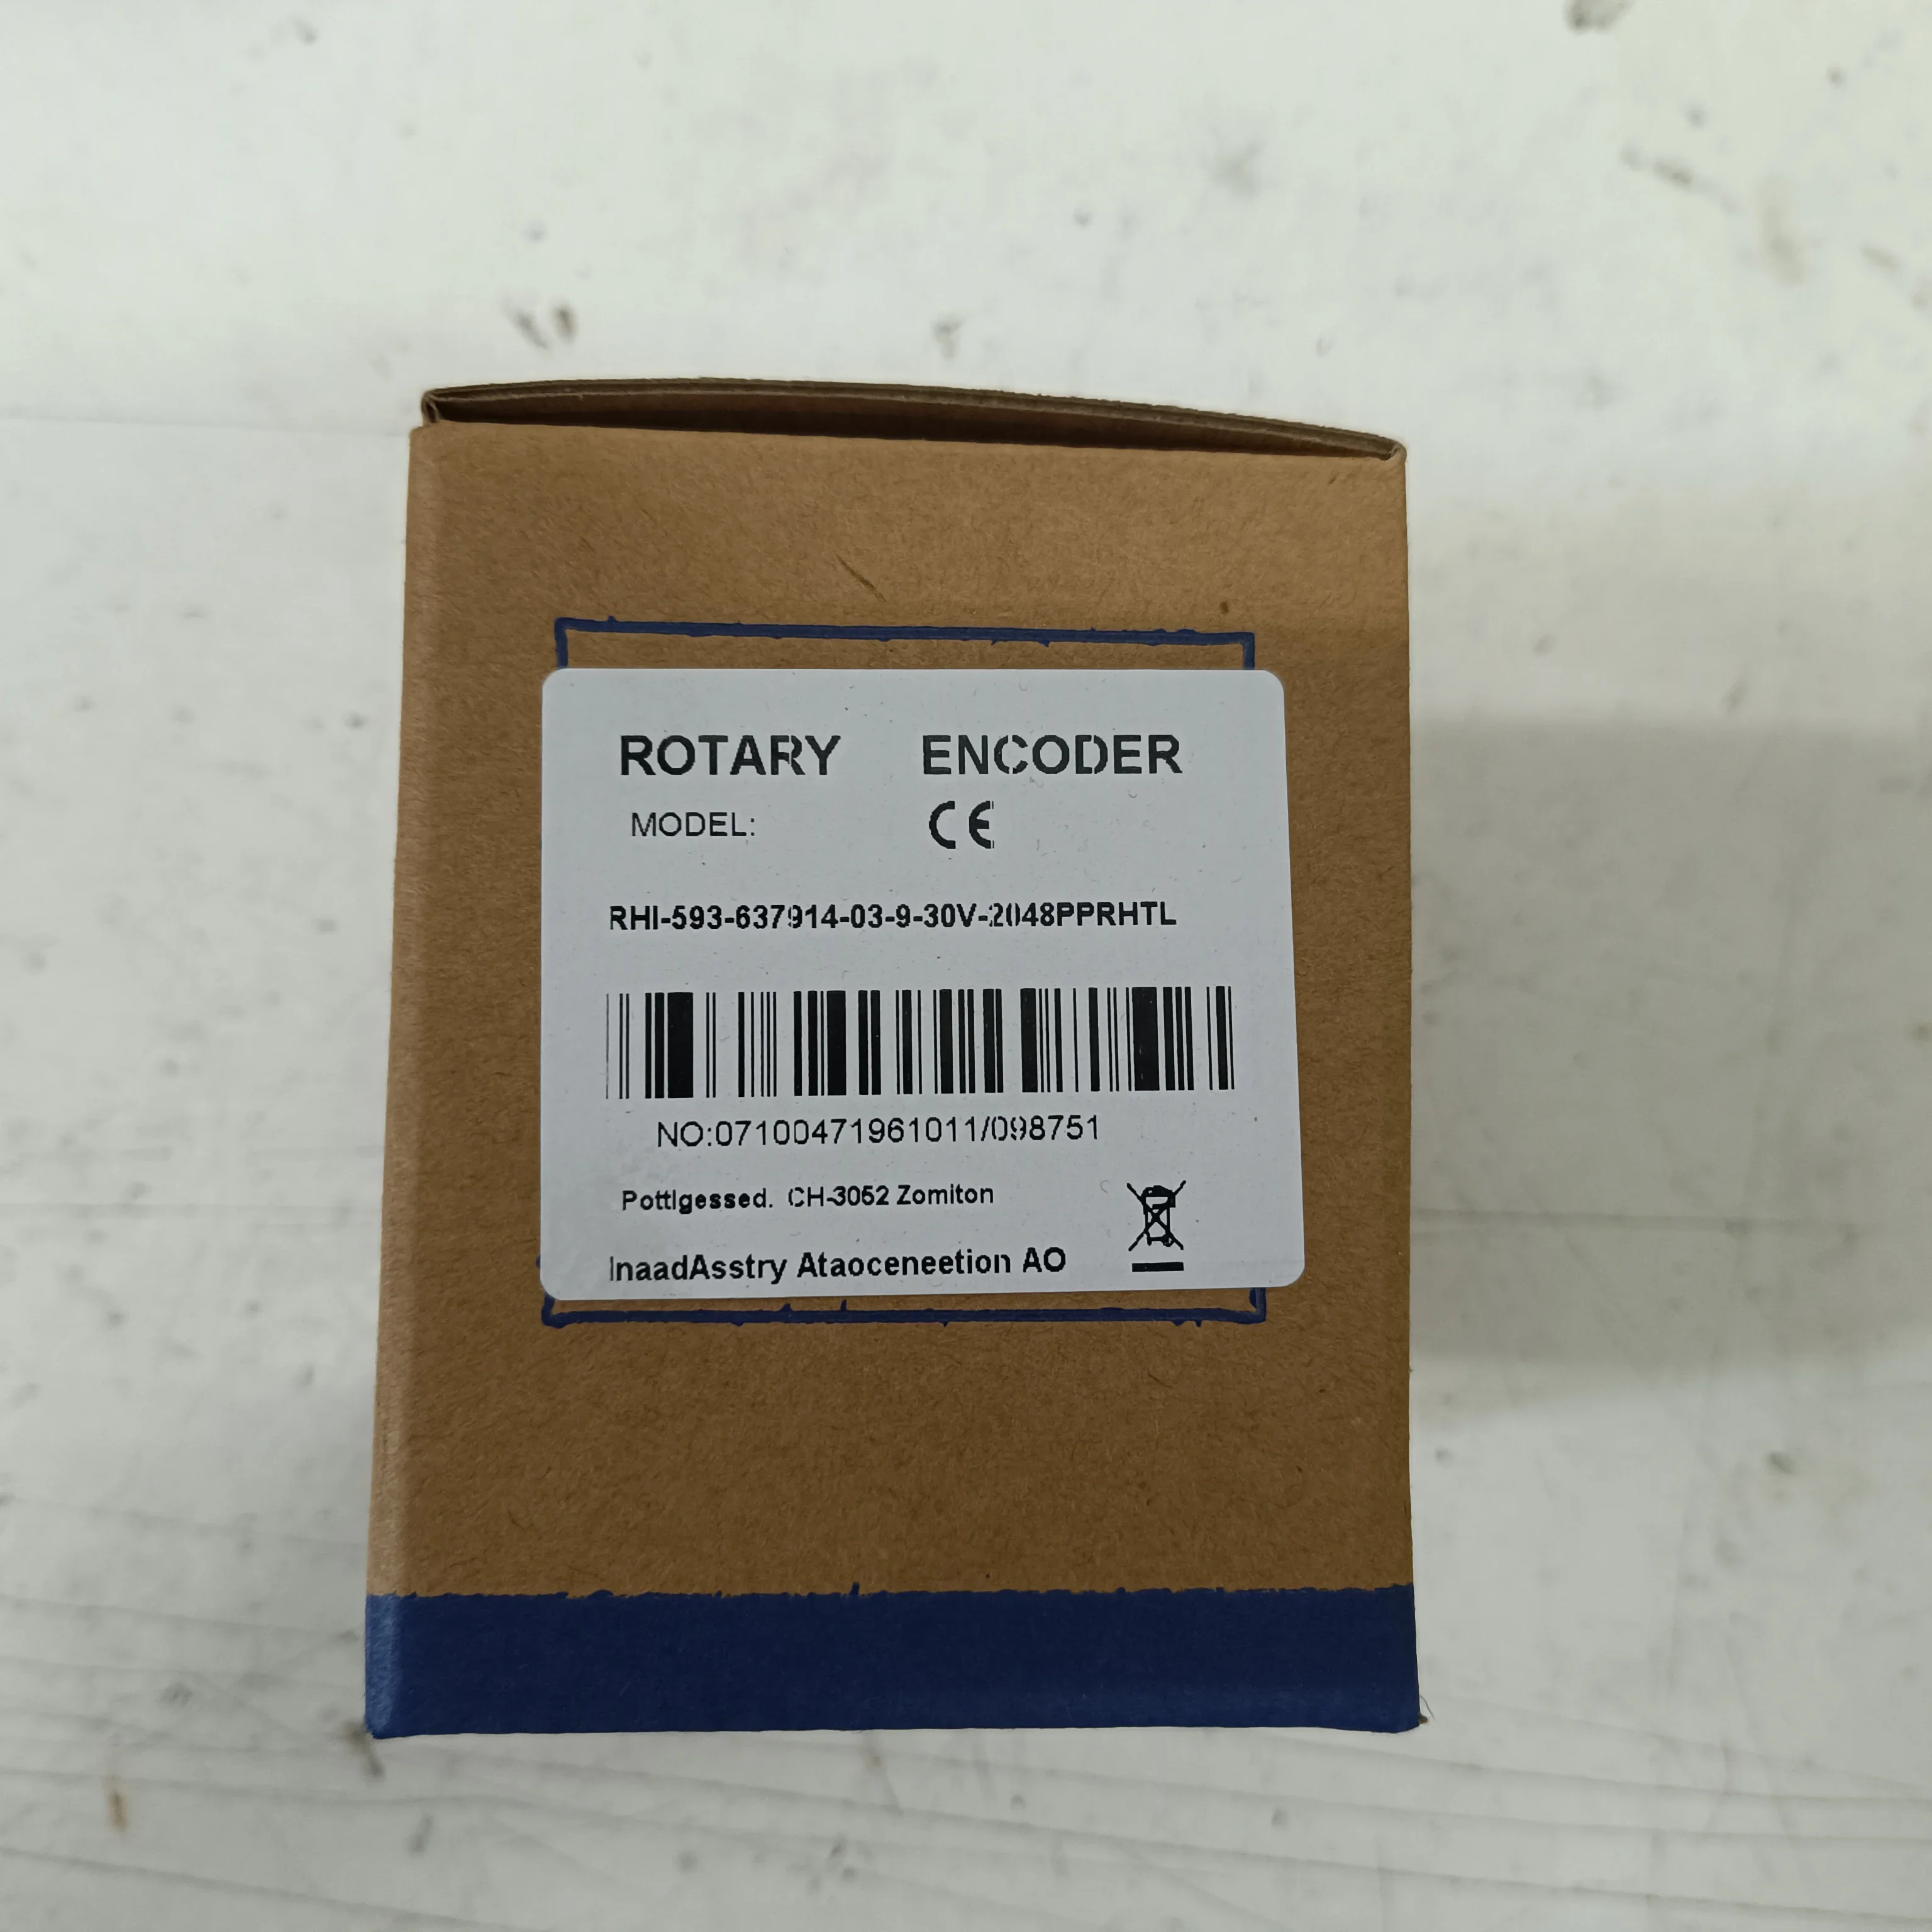 ROTARY ENCODER
MODEL: CE
RHI-593-637914-03-9-30V-2048PPRHTL
NO:07100471961011/098751
Pottlgessed. CH-3052 Zomiton
InaadAsstry Ataoceneetion AO